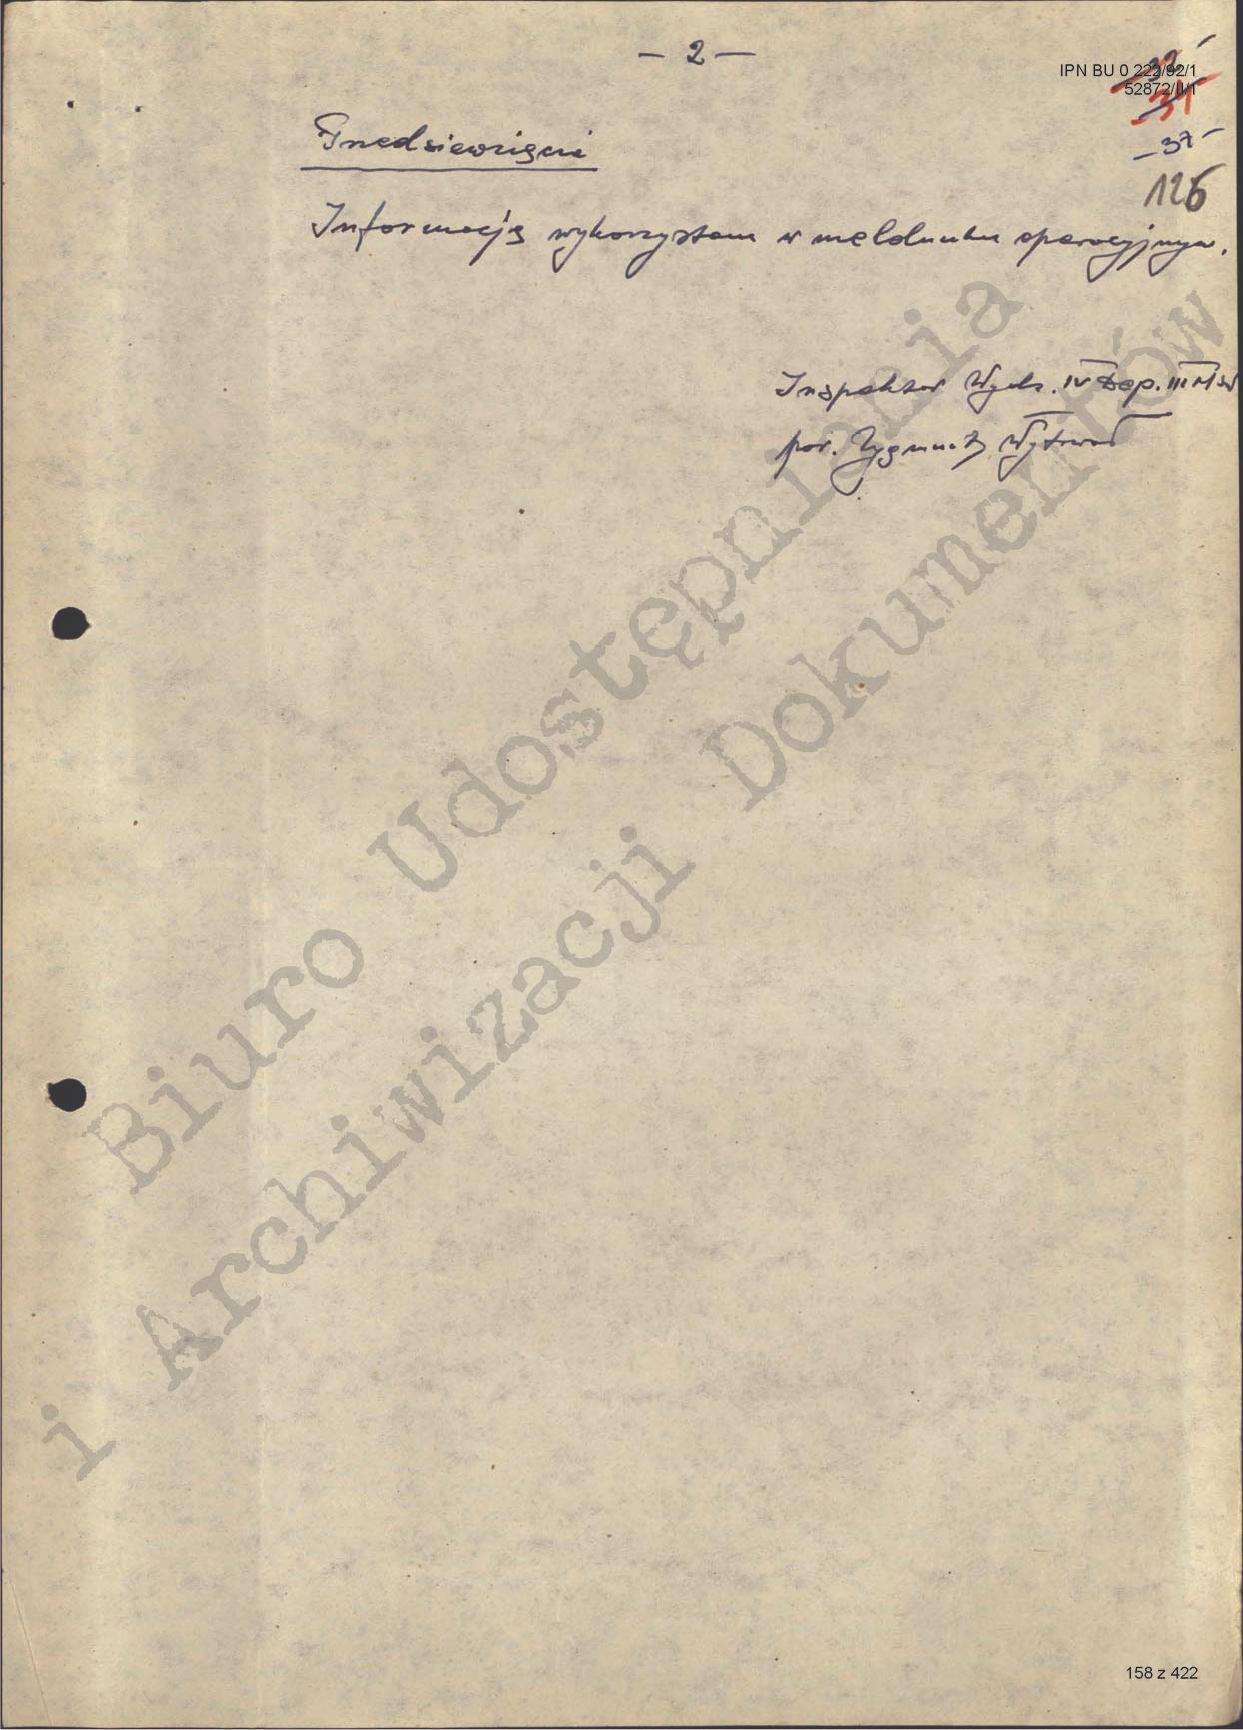 – 2 –
IPN BU 0 222/92/1
52872/II/1
32
31
– 37 –
126
Przedsięwzięcia
Informację wykorzystam w meldunku operacyjnym.
Inspektor Wydz. IV Dep. III MSW
por. Zygmunt Wytrwał
Biuro Udostępniania
i Archiwizacji Dokumentów
158 z 422